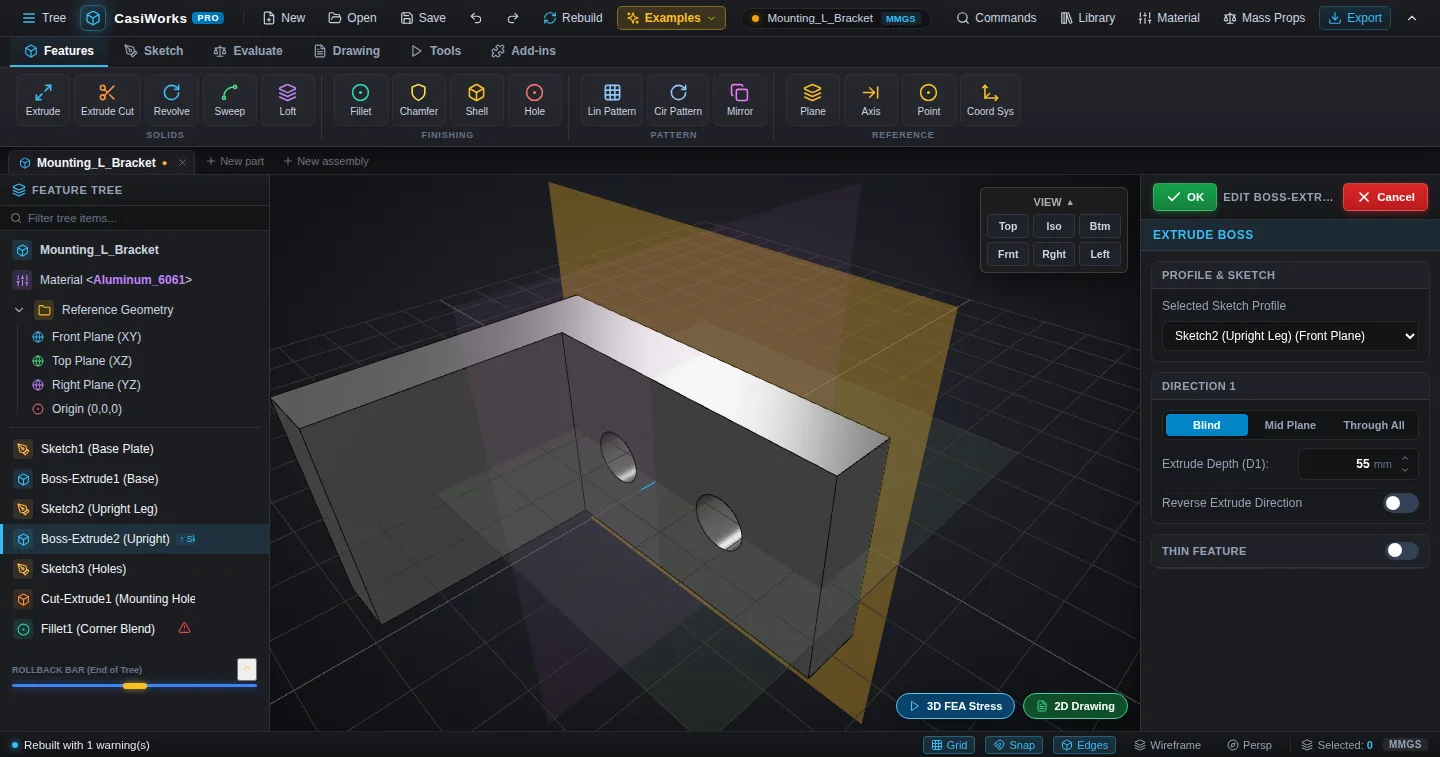 Tree
CasiWorks PRO
New
Open
Save
Rebuild
Examples
Mounting_L_Bracket MMGS
Commands
Library
Material
Mass Props
Export
Features
Sketch
Evaluate
Drawing
Tools
Add-ins
Extrude
Extrude Cut
Revolve
Sweep
Loft
SOLIDS
Fillet
Chamfer
Shell
Hole
FINISHING
Lin Pattern
Cir Pattern
Mirror
PATTERN
Plane
Axis
Point
Coord Sys
REFERENCE
Mounting_L_Bracket
New part
New assembly
FEATURE TREE
Filter tree items...
Mounting_L_Bracket
Material <Aluminum_6061>
Reference Geometry
Front Plane (XY)
Top Plane (XZ)
Right Plane (YZ)
Origin (0,0,0)
Sketch1 (Base Plate)
Boss-Extrude1 (Base)
Sketch2 (Upright Leg)
Boss-Extrude2 (Upright)
Sketch3 (Holes)
Cut-Extrude1 (Mounting Hole
Fillet1 (Corner Blend)
ROLLBACK BAR (End of Tree)
VIEW ▲
Top
Iso
Btm
Frnt
Rght
Left
3D FEA Stress
2D Drawing
OK
EDIT BOSS-EXTR...
Cancel
EXTRUDE BOSS
PROFILE & SKETCH
Selected Sketch Profile
Sketch2 (Upright Leg) (Front Plane)
DIRECTION 1
Blind
Mid Plane
Through All
Extrude Depth (D1):
55 mm
Reverse Extrude Direction
THIN FEATURE
Rebuilt with 1 warning(s)
Grid
Snap
Edges
Wireframe
Persp
Selected: 0
MMGS